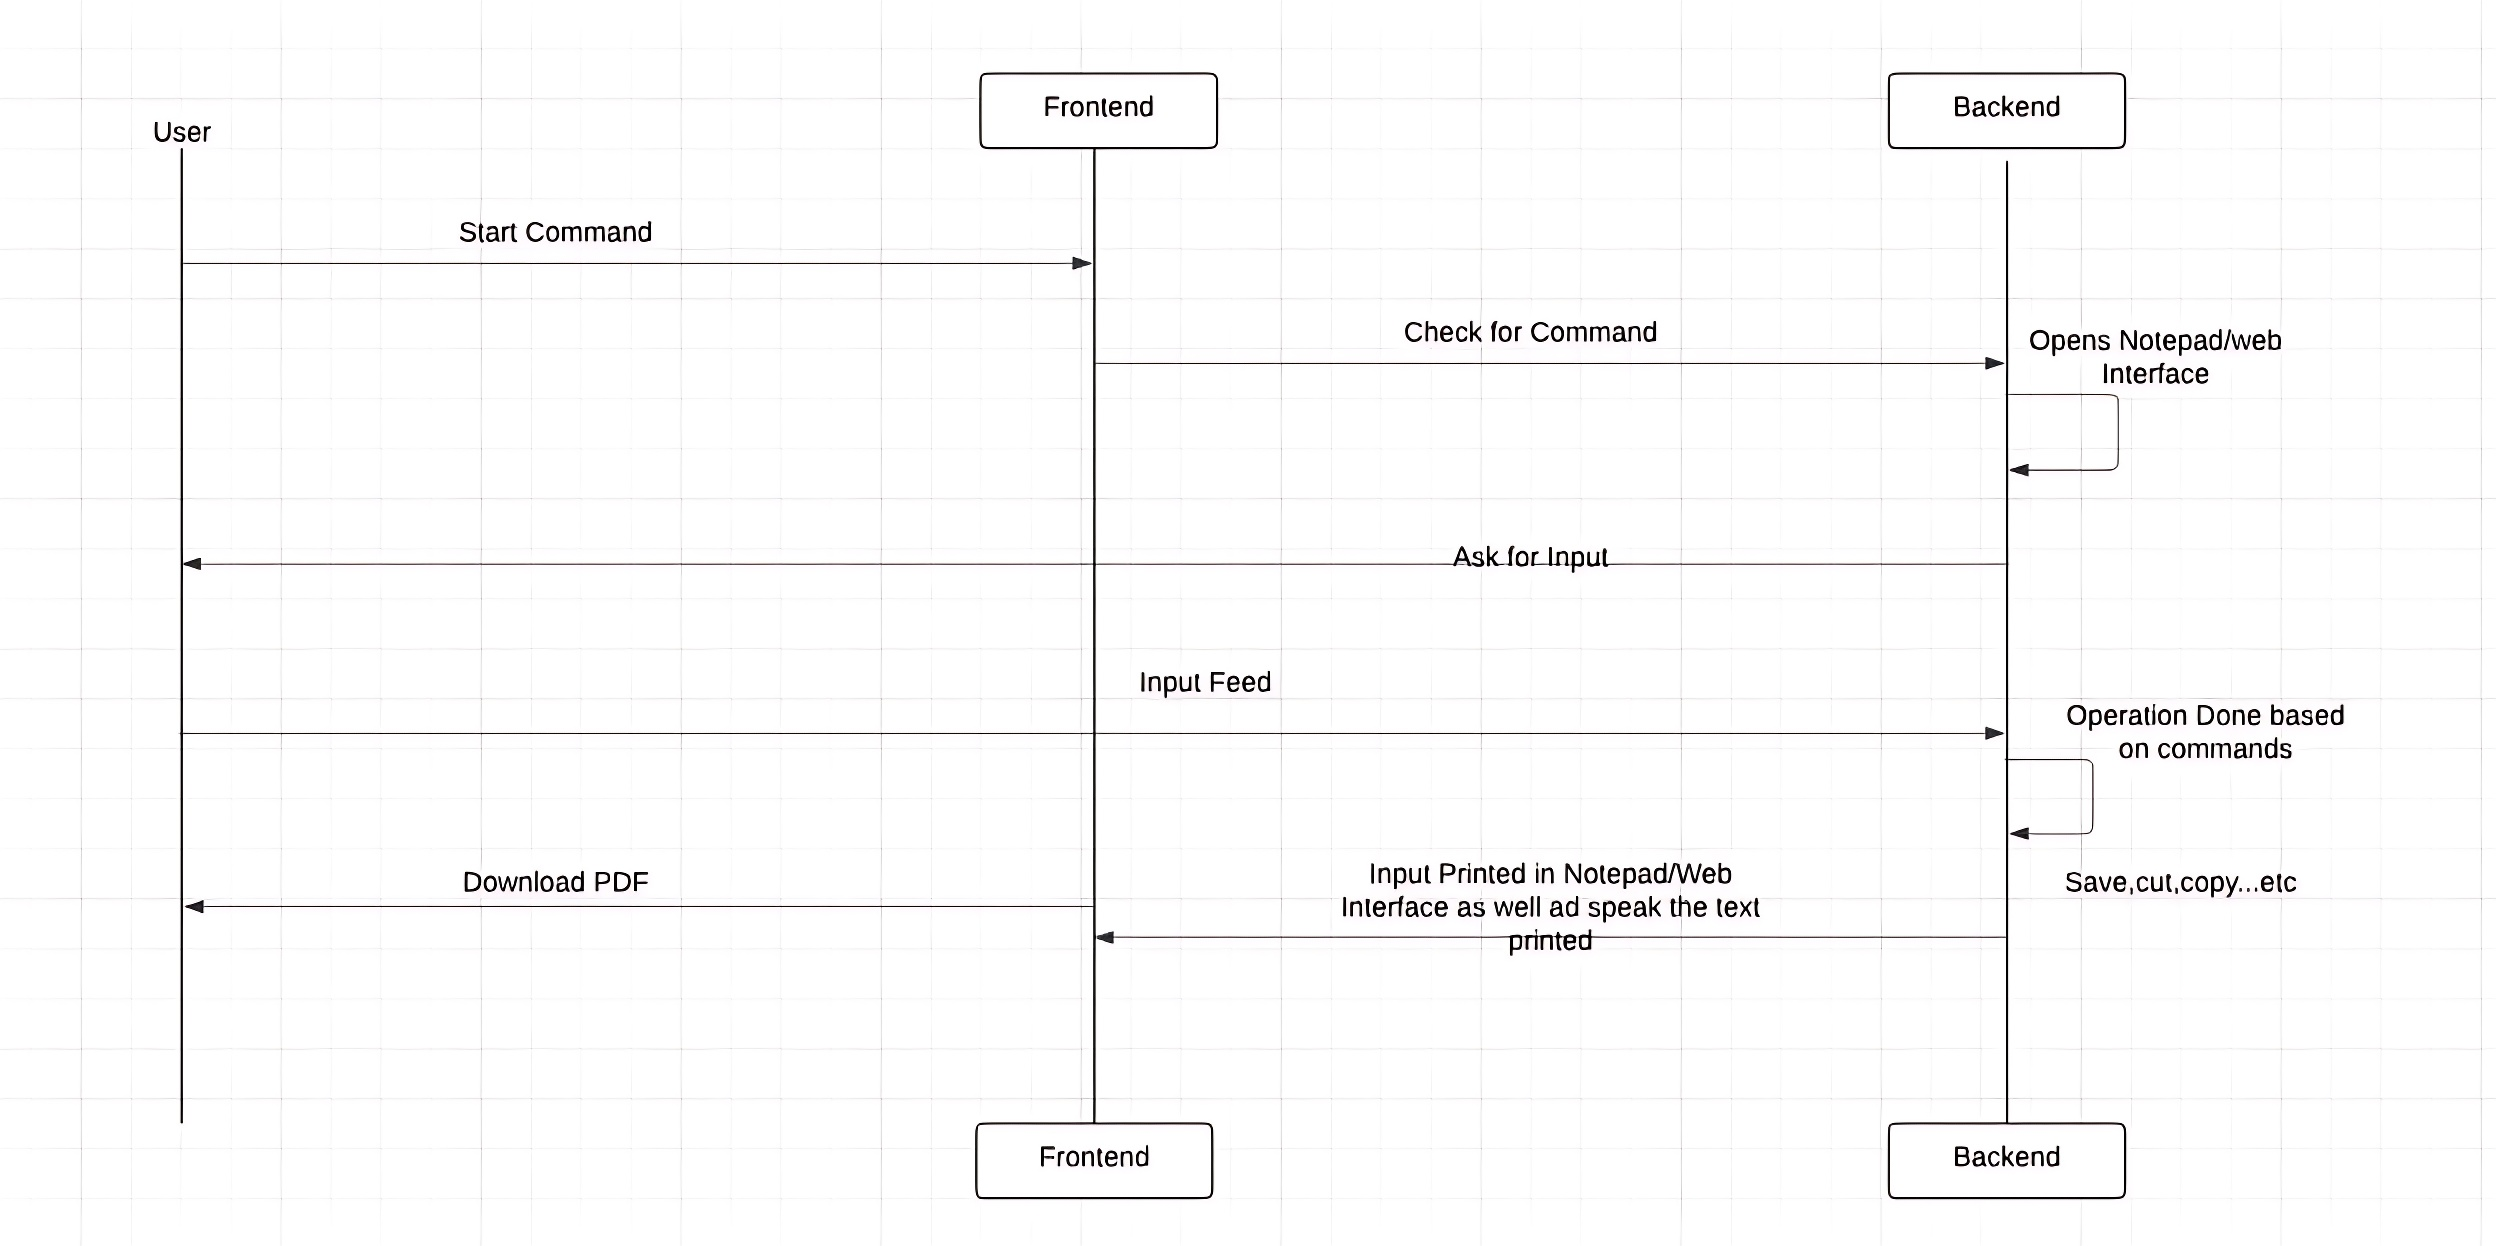 Frontend
Backend
User
Start Command
Check for Command
Opens Notepad/web
Interface
Ask for Input
Input Feed
Operation Done based
on commands
Download PDF
Input Printed in Notepad/Web
Interface as well ad speak the text
printed
Save,cut,copy...etc
Frontend
Backend